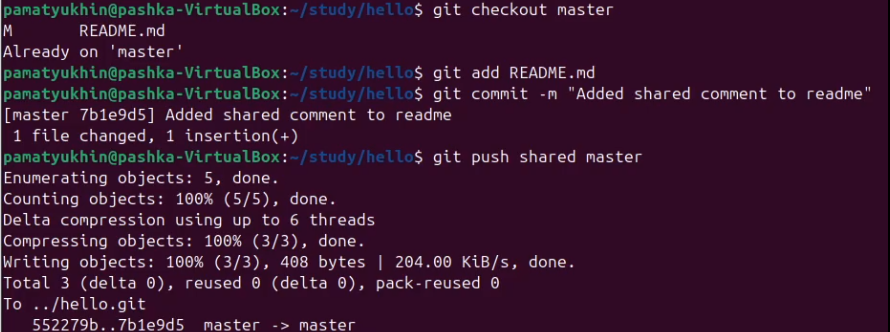 pamatyukhin@pashka-VirtualBox:~/study/hello$ git checkout master
M       README.md
Already on 'master'
pamatyukhin@pashka-VirtualBox:~/study/hello$ git add README.md
pamatyukhin@pashka-VirtualBox:~/study/hello$ git commit -m "Added shared comment to readme"
[master 7b1e9d5] Added shared comment to readme
 1 file changed, 1 insertion(+)
pamatyukhin@pashka-VirtualBox:~/study/hello$ git push shared master
Enumerating objects: 5, done.
Counting objects: 100% (5/5), done.
Delta compression using up to 6 threads
Compressing objects: 100% (3/3), done.
Writing objects: 100% (3/3), 408 bytes | 204.00 KiB/s, done.
Total 3 (delta 0), reused 0 (delta 0), pack-reused 0
To ../hello.git
   552279b..7b1e9d5  master -> master